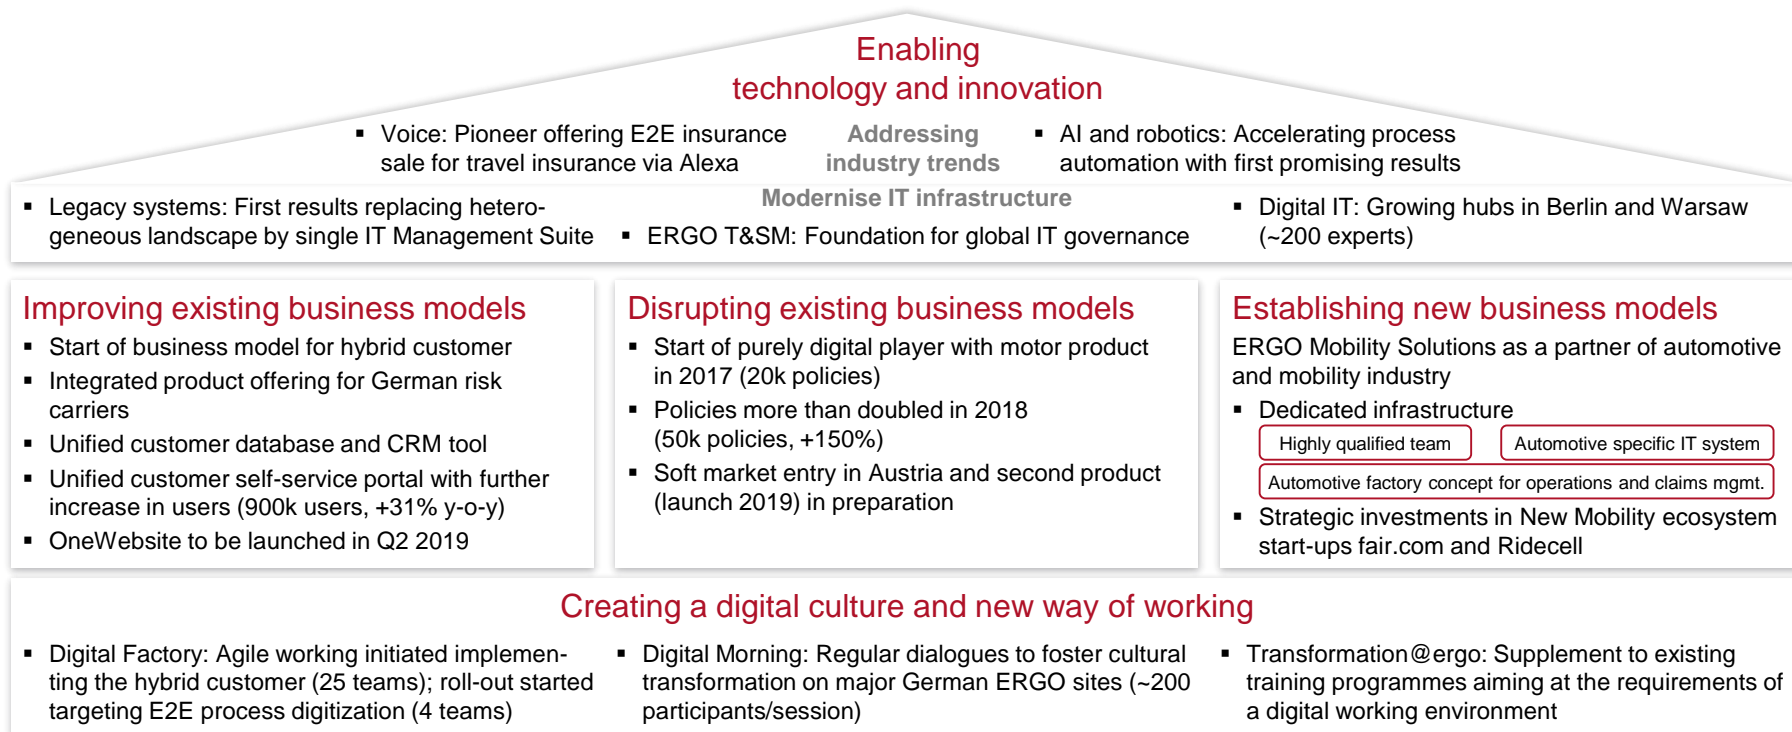 Enabling
technology and innovation
▪ Voice: Pioneer offering E2E insurance
sale for travel insurance via Alexa
Addressing
industry trends
▪ AI and robotics: Accelerating process
automation with first promising results
Modernise IT infrastructure
▪ Legacy systems: First results replacing hetero-
geneous landscape by single IT Management Suite
▪ ERGO T&SM: Foundation for global IT governance
▪ Digital IT: Growing hubs in Berlin and Warsaw
(~200 experts)
Improving existing business models
▪ Start of business model for hybrid customer
▪ Integrated product offering for German risk
carriers
▪ Unified customer database and CRM tool
▪ Unified customer self-service portal with further
increase in users (900k users, +31% y-o-y)
▪ OneWebsite to be launched in Q2 2019
Disrupting existing business models
▪ Start of purely digital player with motor product
in 2017 (20k policies)
▪ Policies more than doubled in 2018
(50k policies, +150%)
▪ Soft market entry in Austria and second product
(launch 2019) in preparation
Establishing new business models
ERGO Mobility Solutions as a partner of automotive
and mobility industry
▪ Dedicated infrastructure
Highly qualified team
Automotive specific IT system
Automotive factory concept for operations and claims mgmt.
▪ Strategic investments in New Mobility ecosystem
start-ups fair.com and Ridecell
Creating a digital culture and new way of working
▪ Digital Factory: Agile working initiated implemen-
ting the hybrid customer (25 teams); roll-out started
targeting E2E process digitization (4 teams)
▪ Digital Morning: Regular dialogues to foster cultural
transformation on major German ERGO sites (~200
participants/session)
▪ Transformation@ergo: Supplement to existing
training programmes aiming at the requirements of
a digital working environment